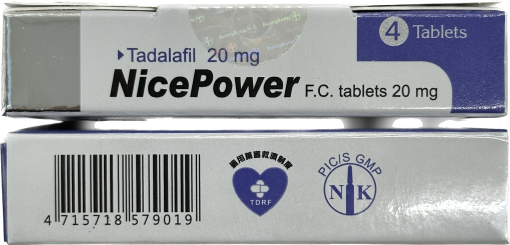 4 Tablets
▸Tadalafil 20 mg
NicePower F.C. tablets 20 mg
藥用藥害救濟制度
TDRF
PIC/S GMP
NK
4 715718 579019